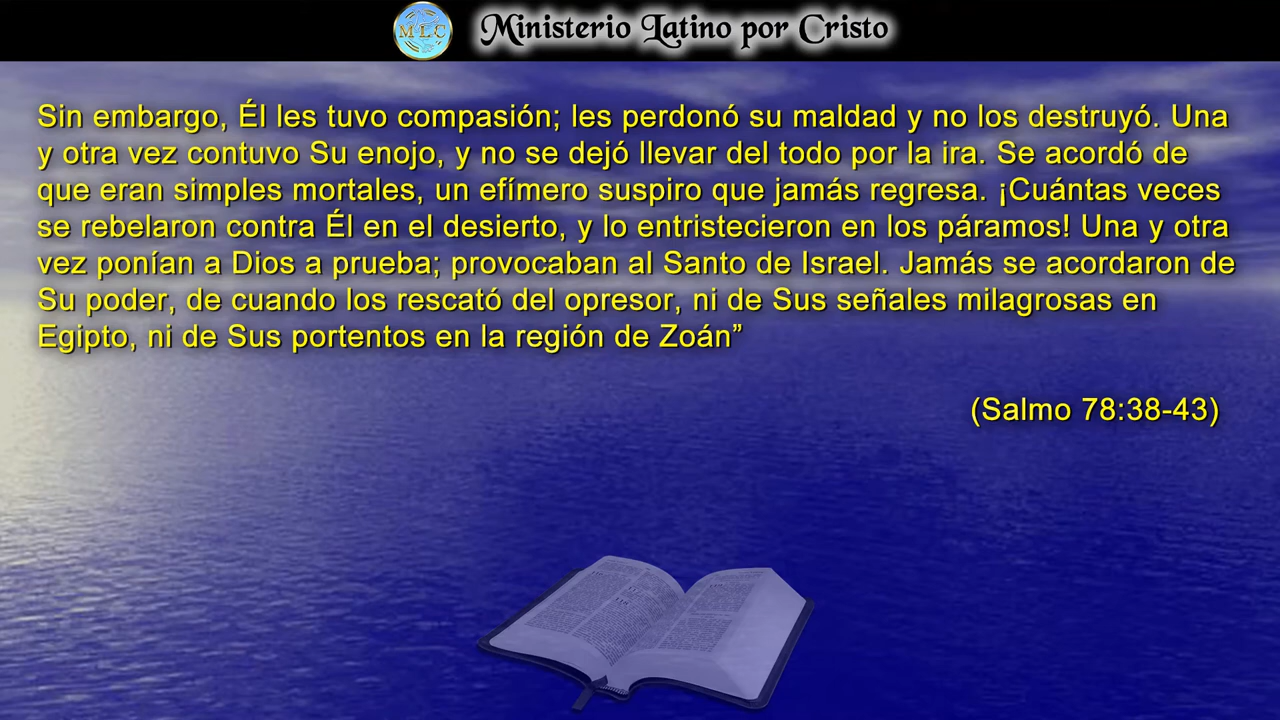 MLC
Ministerio Latino por Cristo
Sin embargo, Él les tuvo compasión; les perdonó su maldad y no los destruyó. Una
y otra vez contuvo Su enojo, y no se dejó llevar del todo por la ira. Se acordó de
que eran simples mortales, un efímero suspiro que jamás regresa. ¡Cuántas veces
se rebelaron contra Él en el desierto, y lo entristecieron en los páramos! Una y otra
vez ponían a Dios a prueba; provocaban al Santo de Israel. Jamás se acordaron de
Su poder, de cuando los rescató del opresor, ni de Sus señales milagrosas en
Egipto, ni de Sus portentos en la región de Zoán”
(Salmo 78:38-43)